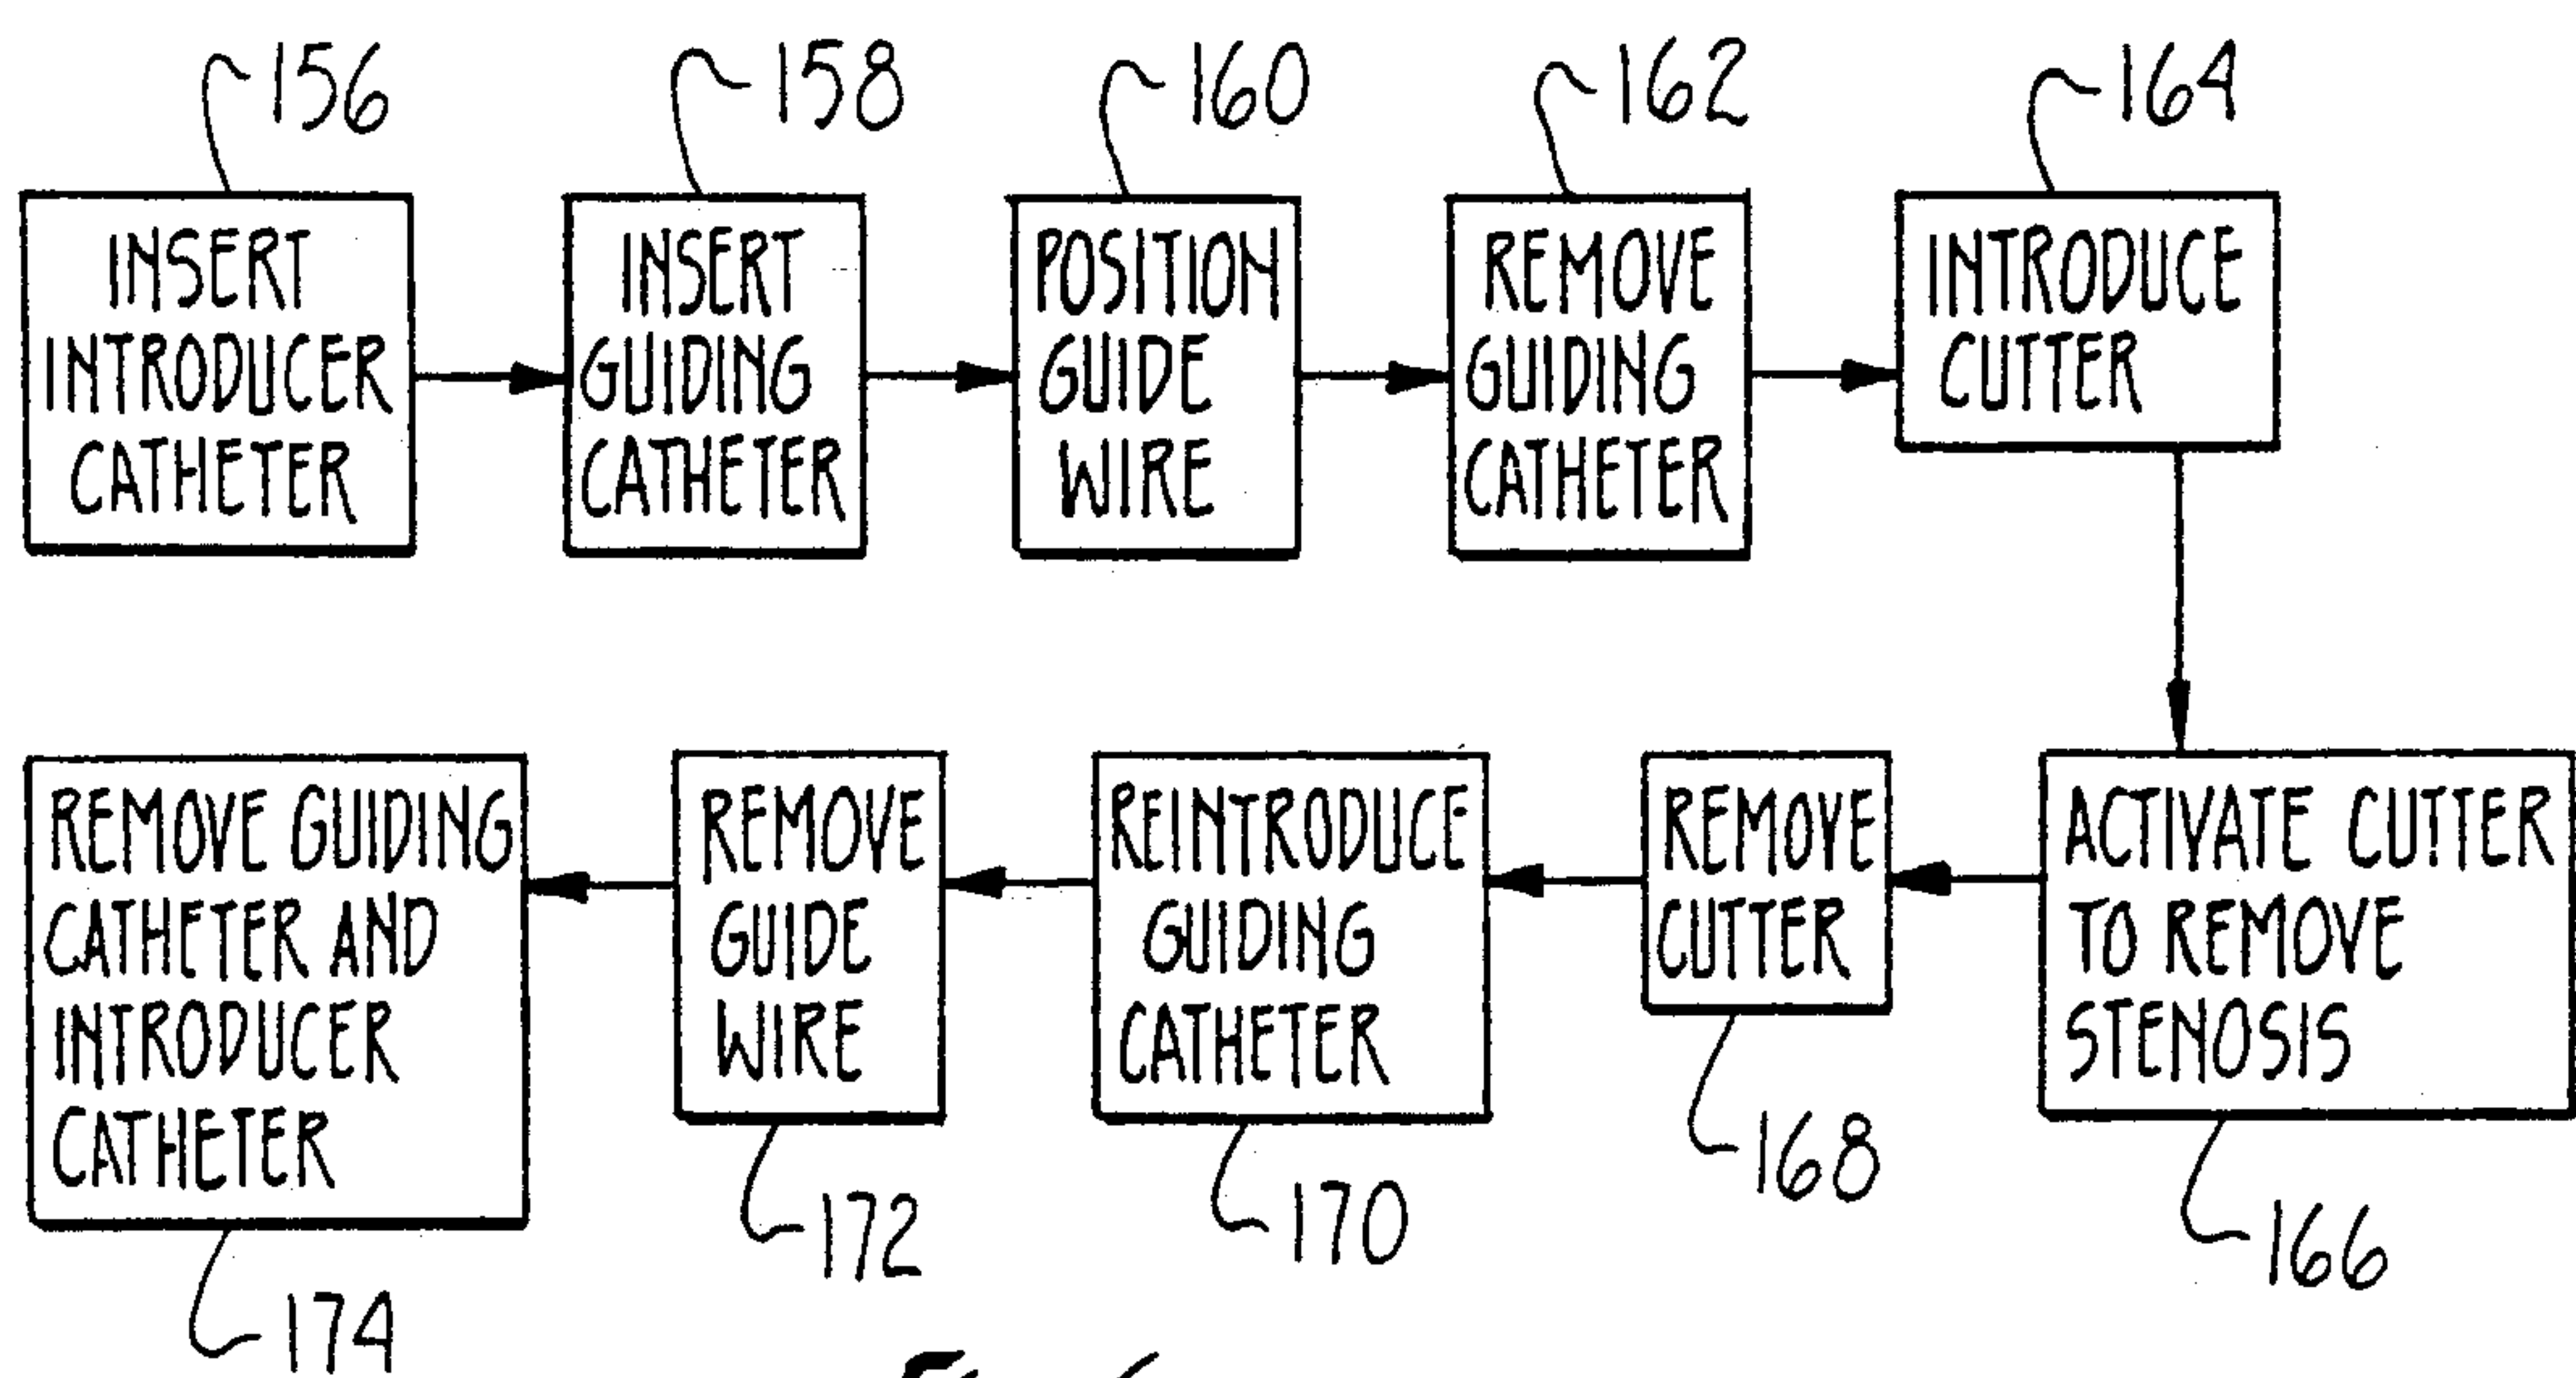 156
158
160
162
164
INSERT
INTRODUCER
CATHETER
INSERT
GUIDING
CATHETER
POSITION
GUIDE
WIRE
REMOVE
GUIDING
CATHETER
INTRODUCE
CUTTER
REMOVE GUIDING
CATHETER AND
INTRODUCER
CATHETER
REMOVE
GUIDE
WIRE
REINTRODUCE
GUIDING
CATHETER
REMOVE
CUTTER
ACTIVATE CUTTER
TO REMOVE
STENOSIS
174
172
170
168
166